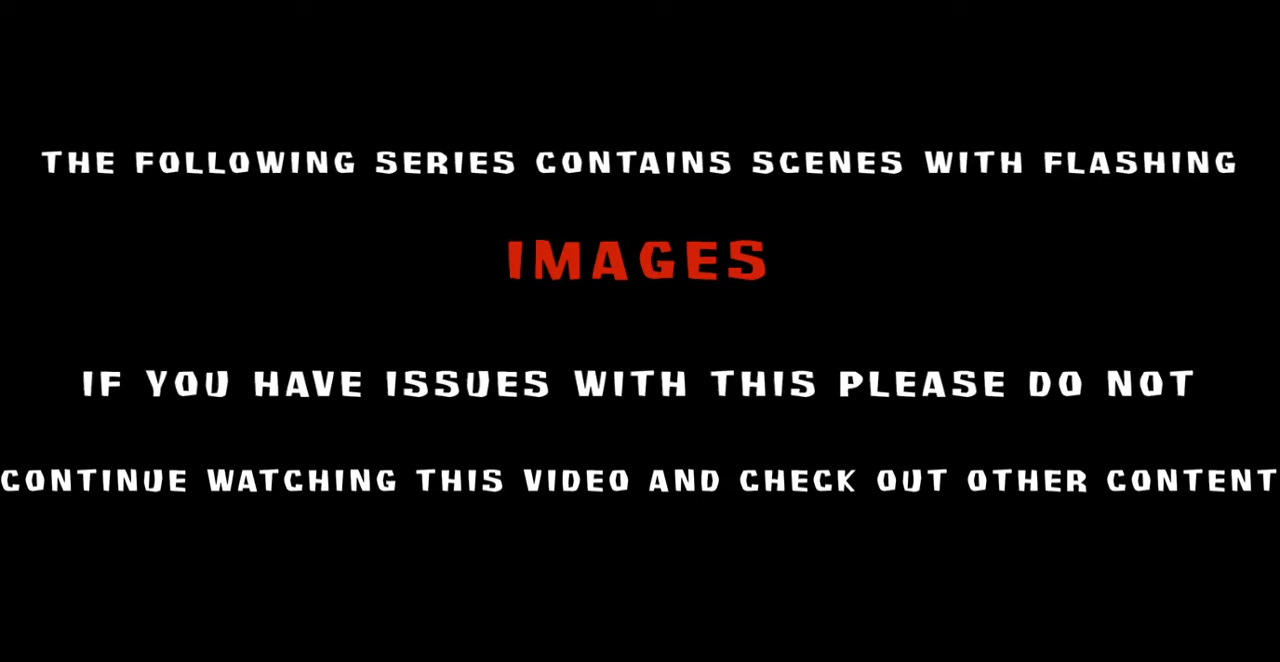 THE FOLLOWING SERIES CONTAINS SCENES WITH FLASHING
IMAGES
IF YOU HAVE ISSUES WITH THIS PLEASE DO NOT
CONTINUE WATCHING THIS VIDEO AND CHECK OUT OTHER CONTENT